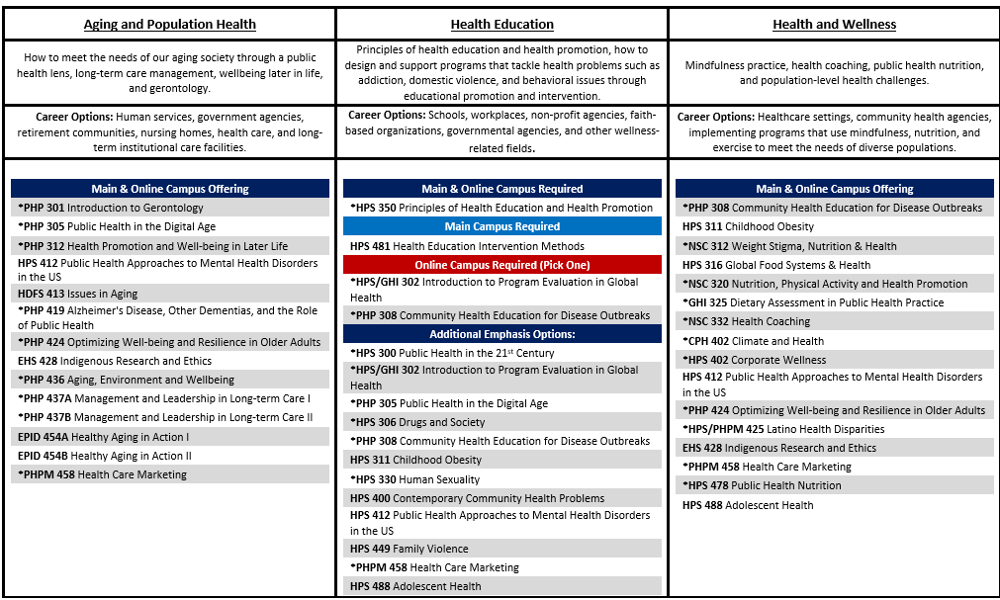 Aging and Population Health
How to meet the needs of our aging society through a public
health lens, long-term care management, wellbeing later in life,
and gerontology.
Career Options: Human services, government agencies,
retirement communities, nursing homes, health care, and long-
term institutional care facilities.
Main & Online Campus Offering
*PHP 301 Introduction to Gerontology
*PHP 305 Public Health in the Digital Age
*PHP 312 Health Promotion and Well-being in Later Life
HPS 412 Public Health Approaches to Mental Health Disorders
in the US
HDFS 413 Issues in Aging
*PHP 419 Alzheimer's Disease, Other Dementias, and the Role
of Public Health
*PHP 424 Optimizing Well-being and Resilience in Older Adults
EHS 428 Indigenous Research and Ethics
*PHP 436 Aging, Environment and Wellbeing
*PHP 437A Management and Leadership in Long-term Care I
*PHP 437B Management and Leadership in Long-term Care II
EPID 454A Healthy Aging in Action I
EPID 454B Healthy Aging in Action II
*PHPM 458 Health Care Marketing
Health Education
Principles of health education and health promotion, how to
design and support programs that tackle health problems such as
addiction, domestic violence, and behavioral issues through
educational promotion and intervention.
Career Options: Schools, workplaces, non-profit agencies, faith-
based organizations, governmental agencies, and other wellness-
related fields.
Main & Online Campus Required
*HPS 350 Principles of Health Education and Health Promotion
Main Campus Required
HPS 481 Health Education Intervention Methods
Online Campus Required (Pick One)
*HPS/GHI 302 Introduction to Program Evaluation in Global
Health
*PHP 308 Community Health Education for Disease Outbreaks
Additional Emphasis Options:
*HPS 300 Public Health in the 21st Century
*HPS/GHI 302 Introduction to Program Evaluation in Global
Health
*PHP 305 Public Health in the Digital Age
*HPS 306 Drugs and Society
*PHP 308 Community Health Education for Disease Outbreaks
HPS 311 Childhood Obesity
*HPS 330 Human Sexuality
HPS 400 Contemporary Community Health Problems
HPS 412 Public Health Approaches to Mental Health Disorders
in the US
HPS 449 Family Violence
*PHPM 458 Health Care Marketing
HPS 488 Adolescent Health
Health and Wellness
Mindfulness practice, health coaching, public health nutrition,
and population-level health challenges.
Career Options: Healthcare settings, community health agencies,
implementing programs that use mindfulness, nutrition, and
exercise to meet the needs of diverse populations.
Main & Online Campus Offering
*PHP 308 Community Health Education for Disease Outbreaks
HPS 311 Childhood Obesity
*NSC 312 Weight Stigma, Nutrition & Health
HPS 316 Global Food Systems & Health
*NSC 320 Nutrition, Physical Activity and Health Promotion
*GHI 325 Dietary Assessment in Public Health Practice
*NSC 332 Health Coaching
*CPH 402 Climate and Health
*HPS 402 Corporate Wellness
HPS 412 Public Health Approaches to Mental Health Disorders
in the US
*PHP 424 Optimizing Well-being and Resilience in Older Adults
*HPS/PHPM 425 Latino Health Disparities
EHS 428 Indigenous Research and Ethics
*PHPM 458 Health Care Marketing
*HPS 478 Public Health Nutrition
HPS 488 Adolescent Health